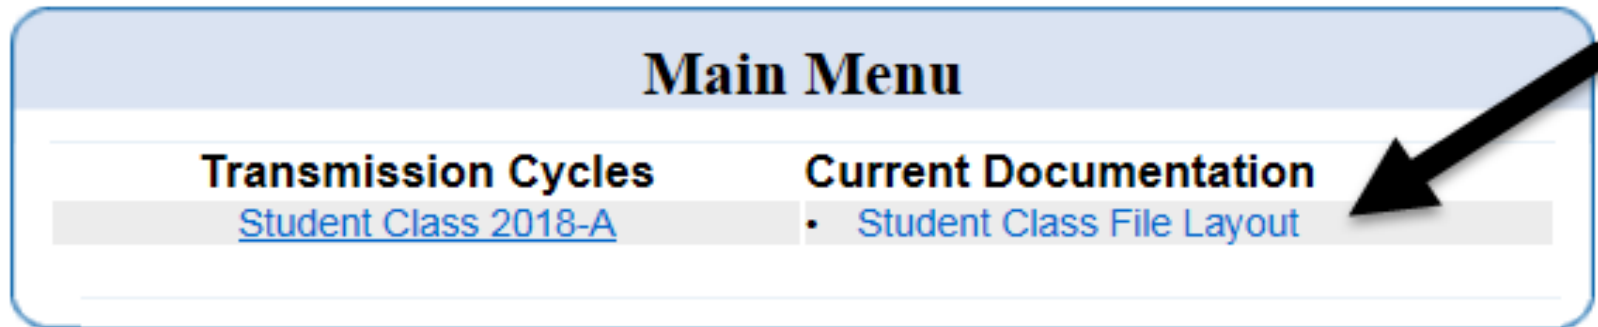 Main Menu
Transmission Cycles
Current Documentation
Student Class 2018-A
• Student Class File Layout